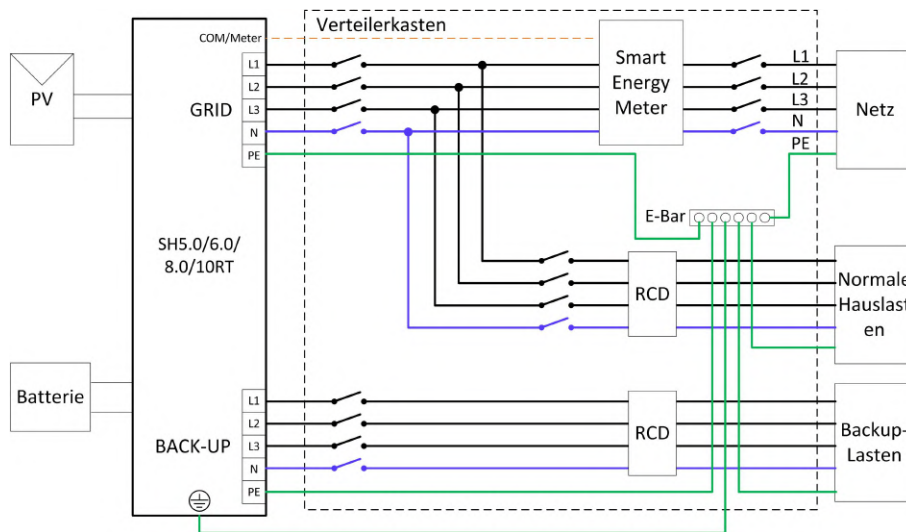 Verteilerkasten
COM/Meter
L1
L2
L3
N
PE
GRID
PV
Smart
Energy
Meter
L1
L2
L3
N
PE
Netz
E-Bar
SH5.0/6.0/
8.0/10RT
RCD
Normale
Hauslast
en
Batterie
L1
L2
L3
N
PE
BACK-UP
RCD
Backup-
Lasten